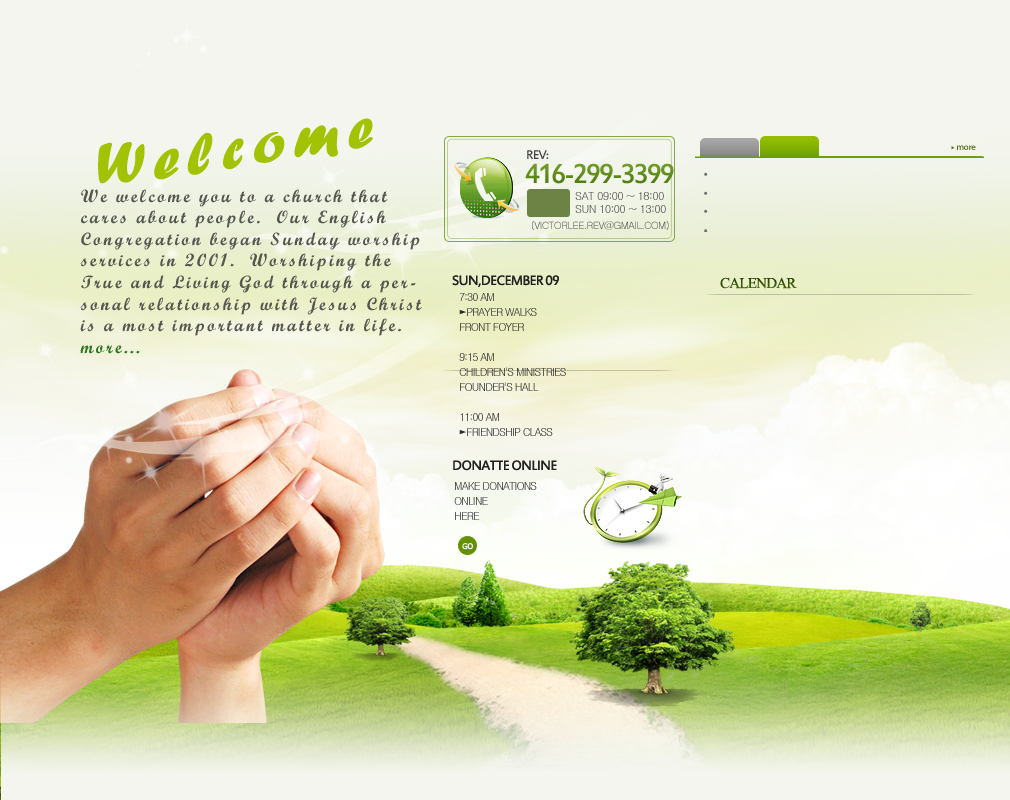 Welcome
We welcome you to a church that
cares about people. Our English
Congregation began Sunday worship
services in 2001. Worshiping the
True and Living God through a per-
sonal relationship with Jesus Christ
is a most important matter in life.
more...
REV:
416-299-3399
SAT 09:00 ~ 18:00
SUN 10:00 ~ 13:00
(VICTORLEE.REV@GMAIL.COM)
SUN,DECEMBER 09
7:30 AM
►PRAYER WALKS
FRONT FOYER
9:15 AM
CHILDREN'S MINISTRIES
FOUNDER'S HALL
11:00 AM
►FRIENDSHIP CLASS
DONATTE ONLINE
MAKE DONATIONS
ONLINE
HERE
GO
more
CALENDAR